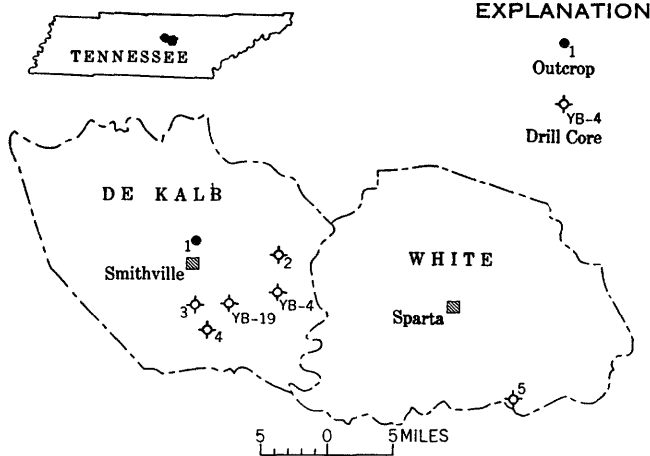 EXPLANATION
TENNESSEE
1
Outcrop
YB-4
Drill Core
DE KALB
1
2
Smithville
WHITE
YB-4
3
YB-19
4
Sparta
5
5 0 5 MILES